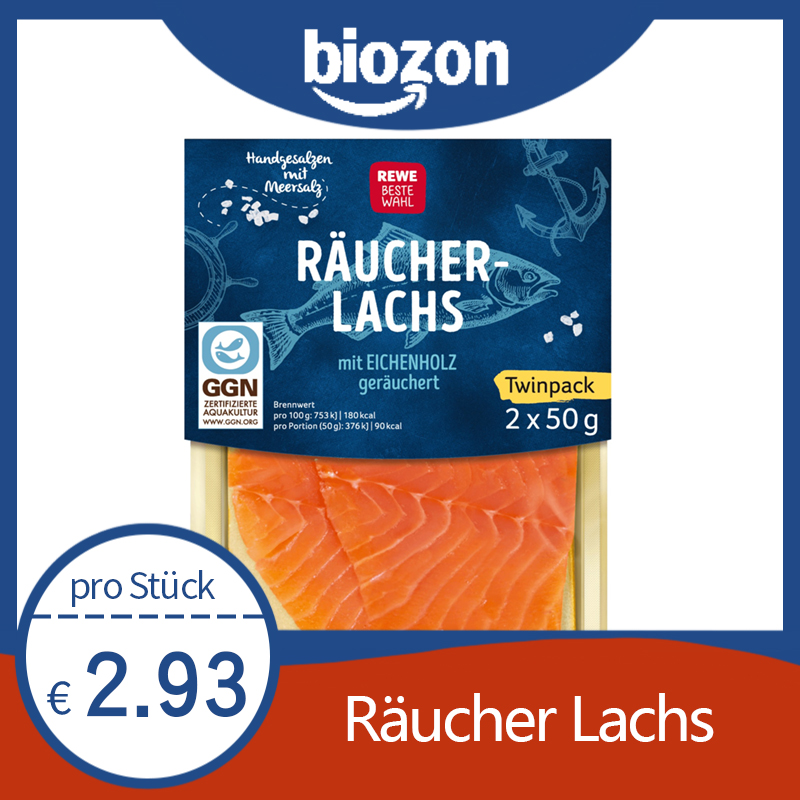 biozon
Handgesalzen
mit
Meersalz
REWE
BESTE
WAHL
RÄUCHER-
LACHS
mit EICHENHOLZ
geräuchert
GGN
ZERTIFIZIERTE
AQUAKULTUR
WWW.GGN.ORG
Brennwert
pro 100g: 753 kJ | 180 kcal
pro Portion (50 g): 376 kJ | 90 kcal
Twinpack
2 x 50 g
pro Stück
€ 2.93
Räucher Lachs